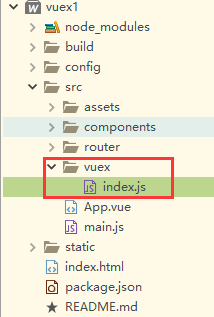 vuex1
node_modules
build
config
src
assets
components
router
vuex
index.js
App.vue
main.js
static
index.html
package.json
README.md